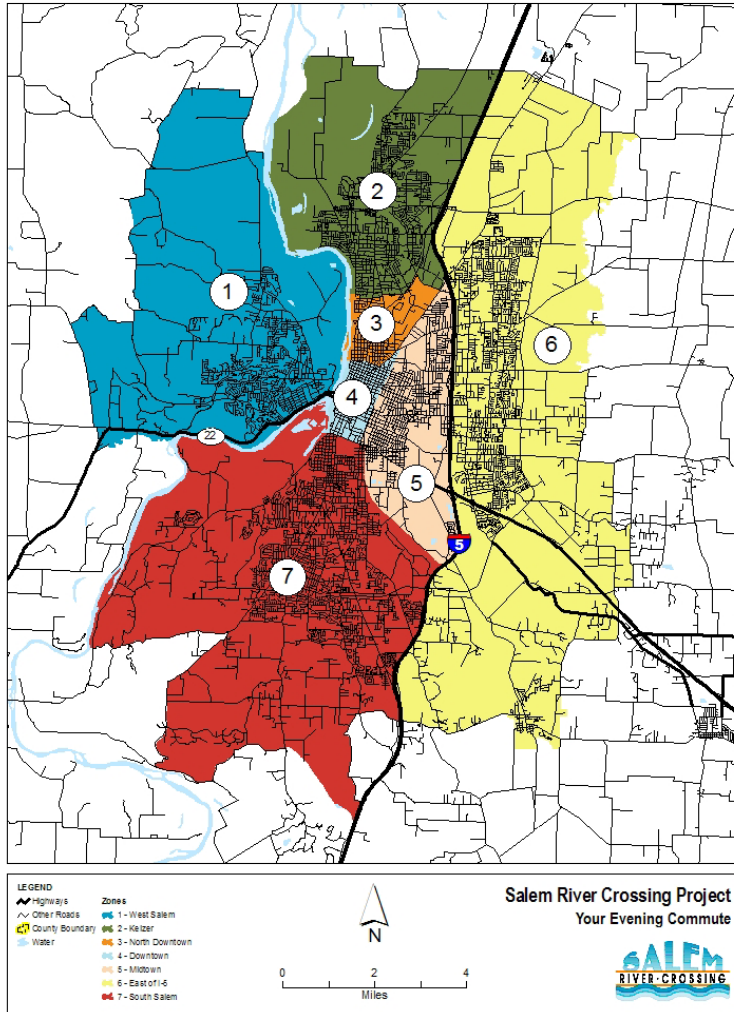 2
1
3
6
4
22
5
5
7
LEGEND
Highways
Other Roads
County Boundary
Water
Zones
1 - West Salem
2 - Keizer
3 - North Downtown
4 - Downtown
5 - Midtown
6 - East of I-5
7 - South Salem
N
0 2 4
Miles
Salem River Crossing Project
Your Evening Commute
SALEM
RIVER·CROSSING